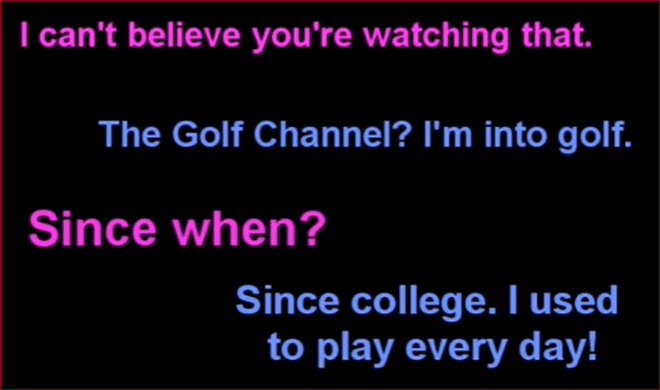 I can't believe you're watching that.
The Golf Channel? I'm into golf.
Since when?
Since college. I used
to play every day!